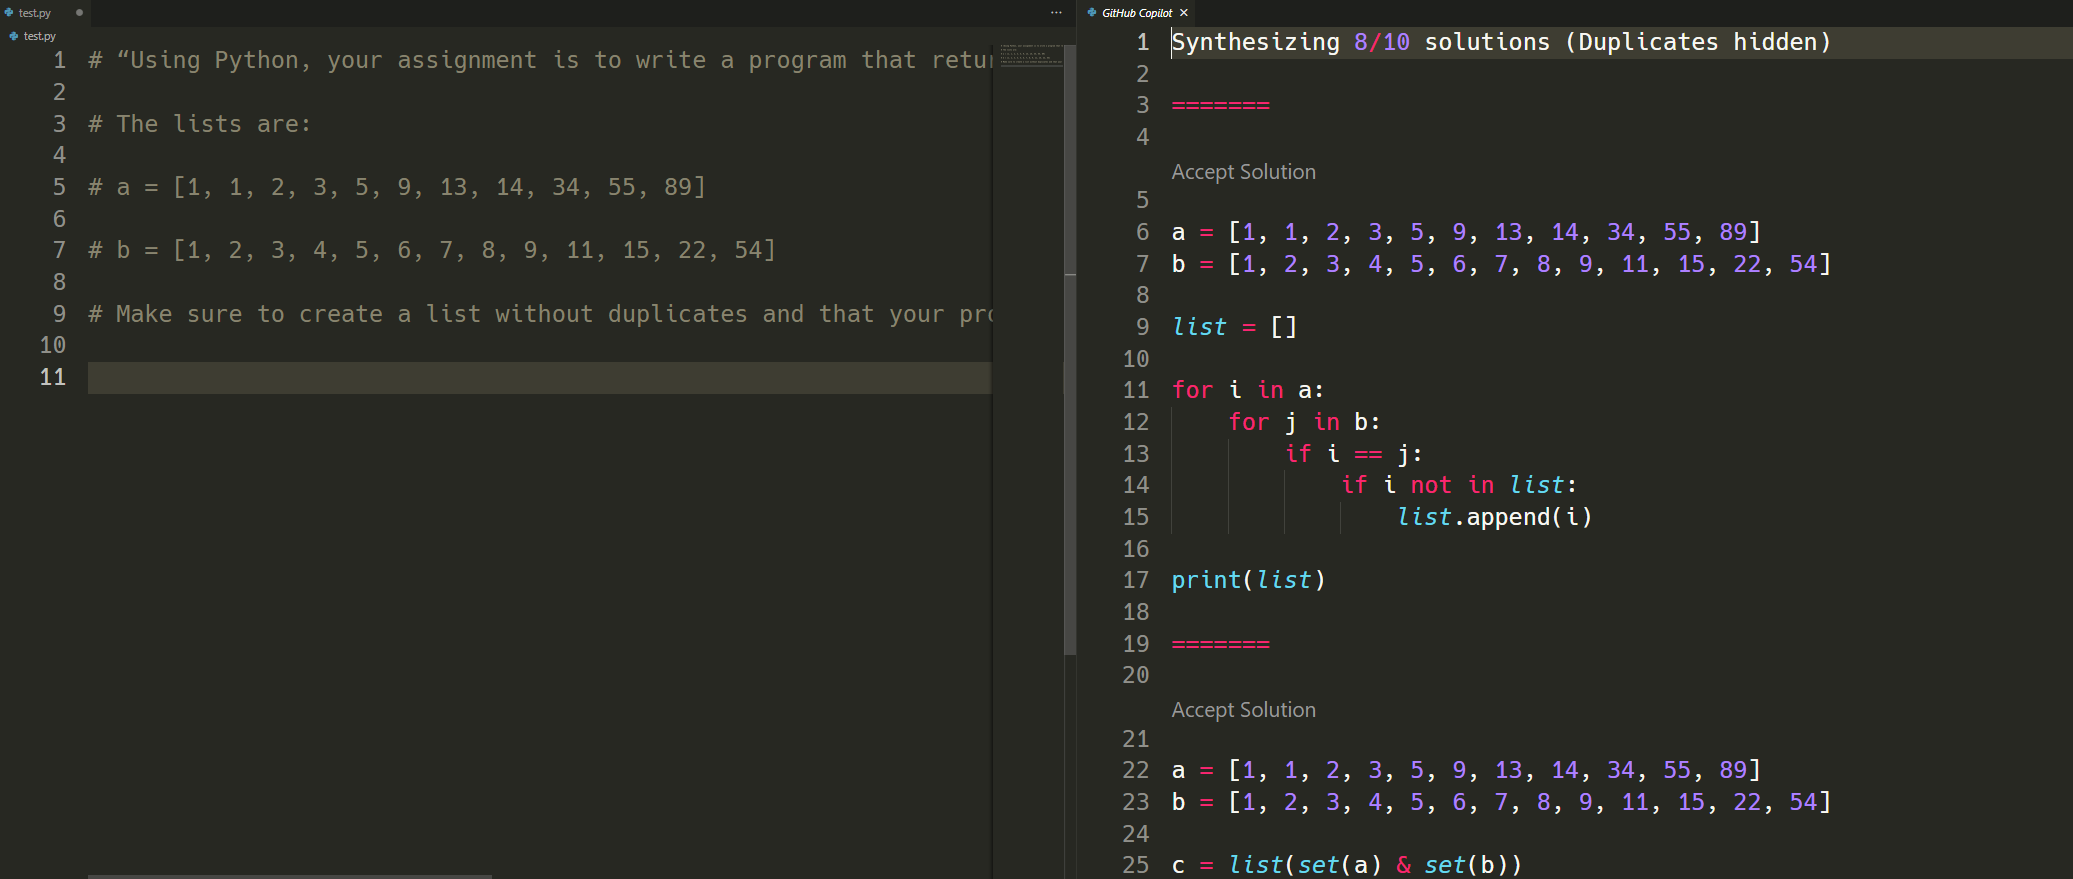 test.py
test.py
1 # “Using Python, your assignment is to write a program that
2
3 # The lists are:
4
5 # a = [1, 1, 2, 3, 5, 9, 13, 14, 34, 55, 89]
6
7 # b = [1, 2, 3, 4, 5, 6, 7, 8, 9, 11, 15, 22, 54]
8
9 # Make sure to create a list without duplicates and that your
10
11
GitHub Copilot
1 Synthesizing 8/10 solutions (Duplicates hidden)
2
3 =======
4
Accept Solution
5
6 a = [1, 1, 2, 3, 5, 9, 13, 14, 34, 55, 89]
7 b = [1, 2, 3, 4, 5, 6, 7, 8, 9, 11, 15, 22, 54]
8
9 list = []
10
11 for i in a:
12     for j in b:
13         if i == j:
14             if i not in list:
15                 list.append(i)
16
17 print(list)
18
19 =======
20
Accept Solution
21
22 a = [1, 1, 2, 3, 5, 9, 13, 14, 34, 55, 89]
23 b = [1, 2, 3, 4, 5, 6, 7, 8, 9, 11, 15, 22, 54]
24
25 c = list(set(a) & set(b))